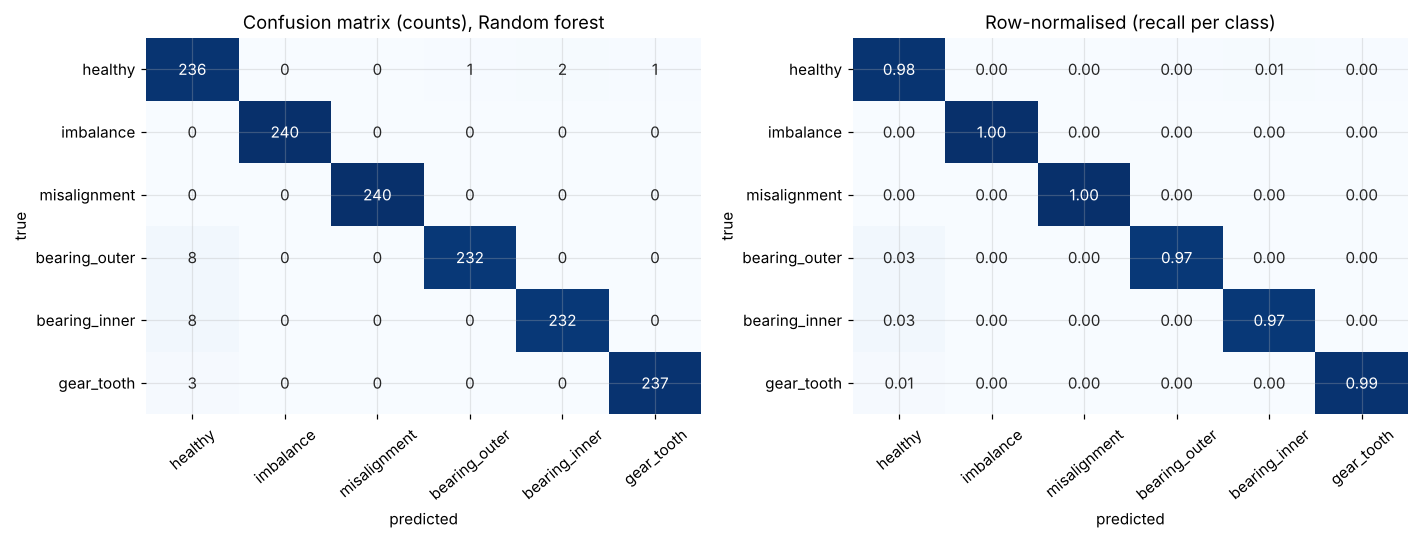 Confusion matrix (counts), Random forest
healthy 236 0 0 1 2 1
imbalance 0 240 0 0 0 0
misalignment 0 0 240 0 0 0
bearing_outer 8 0 0 232 0 0
bearing_inner 8 0 0 0 232 0
gear_tooth 3 0 0 0 0 237
true
healthy imbalance misalignment bearing_outer bearing_inner gear_tooth
predicted
Row-normalised (recall per class)
healthy 0.98 0.00 0.00 0.00 0.01 0.00
imbalance 0.00 1.00 0.00 0.00 0.00 0.00
misalignment 0.00 0.00 1.00 0.00 0.00 0.00
bearing_outer 0.03 0.00 0.00 0.97 0.00 0.00
bearing_inner 0.03 0.00 0.00 0.00 0.97 0.00
gear_tooth 0.01 0.00 0.00 0.00 0.00 0.99
true
healthy imbalance misalignment bearing_outer bearing_inner gear_tooth
predicted